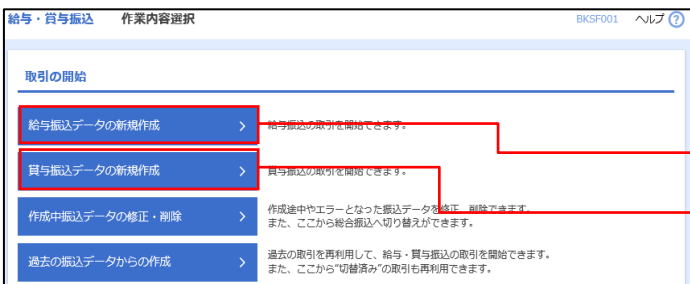 給与・賞与振込 作業内容選択 BKSF001 ヘルプ ?
取引の開始
給与振込データの新規作成 給与振込の取引を開始できます。
賞与振込データの新規作成 賞与振込の取引を開始できます。
作成中振込データの修正・削除 作成途中やエラーとなった振込データを修正、削除できます。
また、ここから総合振込へ切り替えができます。
過去の振込データからの作成 過去の取引を再利用して、給与・賞与振込の取引を開始できます。
また、ここから"切替済み"の取引も再利用できます。